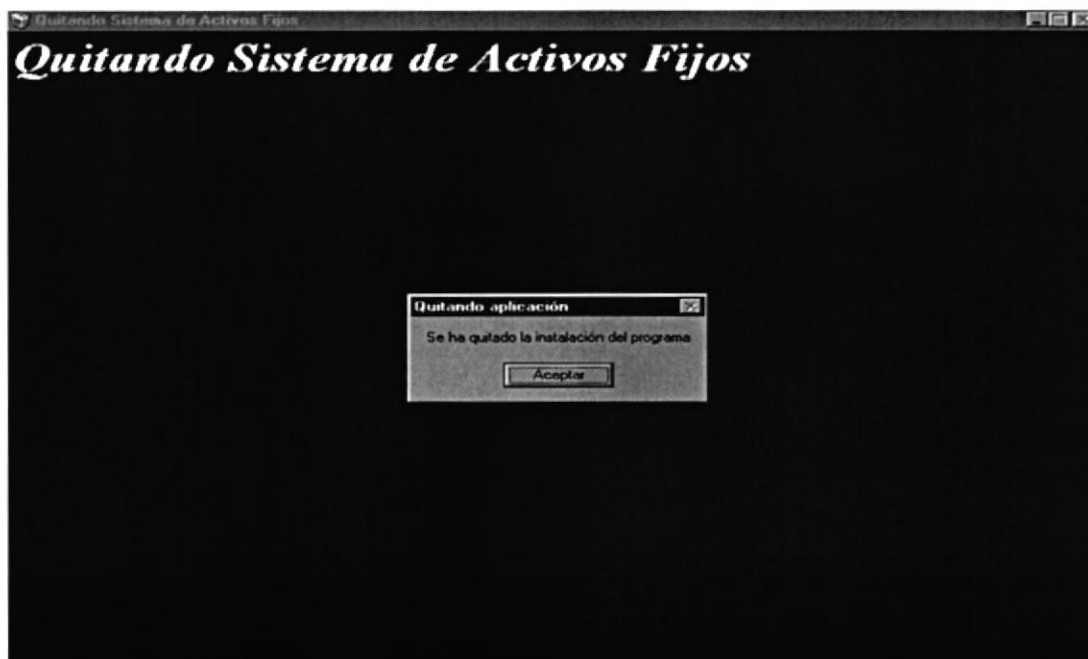 Quitando Sistema de Activos Fijos
Quitando Sistema de Activos Fijos
Quitando aplicación
Se ha quitado la instalación del programa
Aceptar